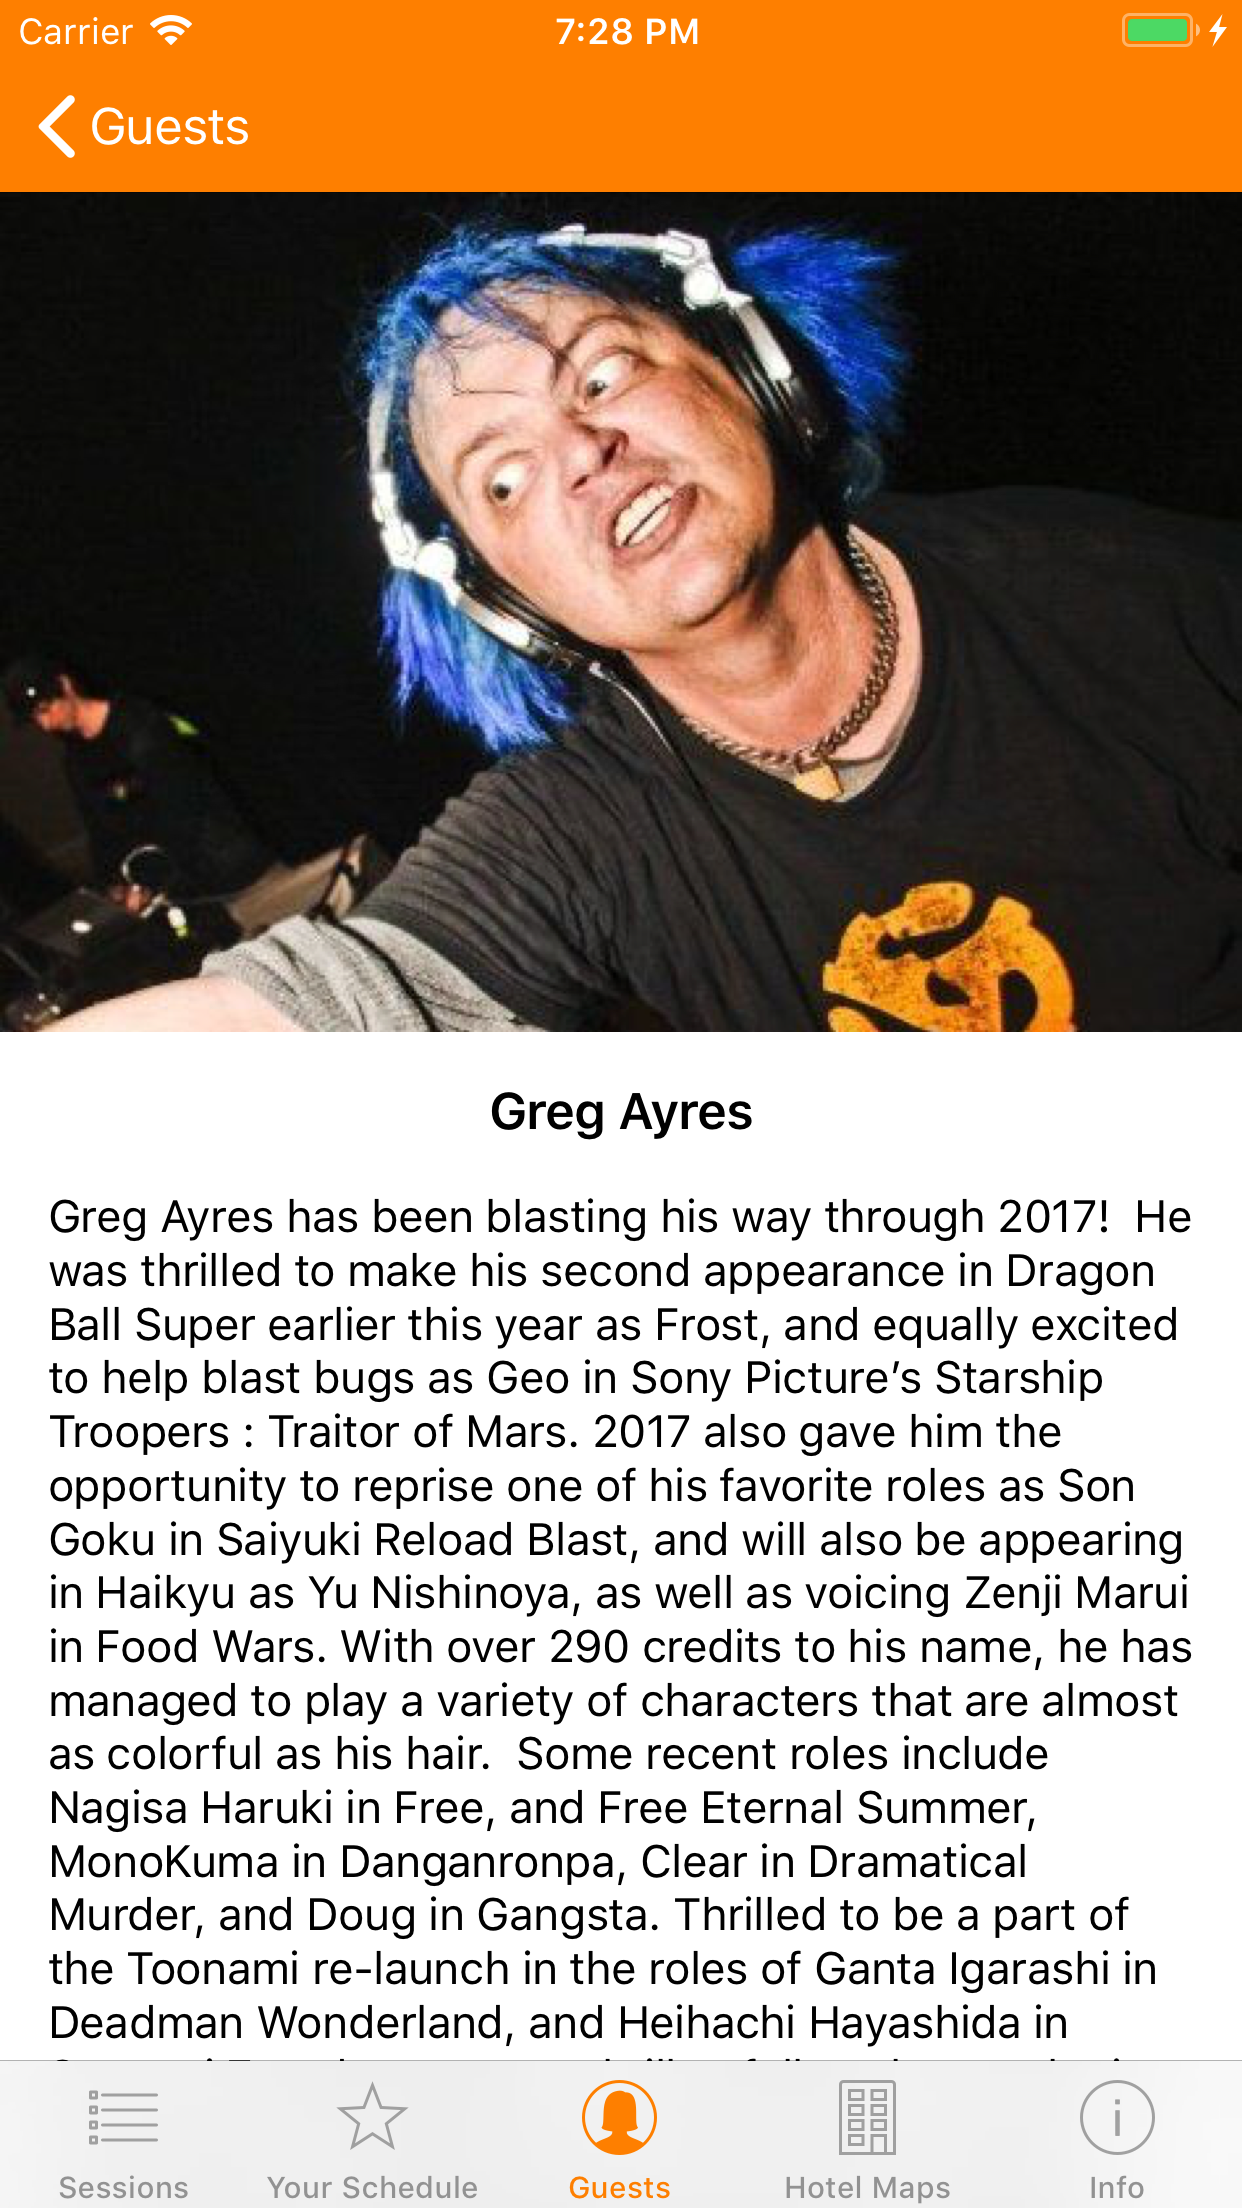 Carrier 7:28 PM
Guests
Greg Ayres
Greg Ayres has been blasting his way through 2017!  He
was thrilled to make his second appearance in Dragon
Ball Super earlier this year as Frost, and equally excited
to help blast bugs as Geo in Sony Picture’s Starship
Troopers : Traitor of Mars. 2017 also gave him the
opportunity to reprise one of his favorite roles as Son
Goku in Saiyuki Reload Blast, and will also be appearing
in Haikyu as Yu Nishinoya, as well as voicing Zenji Marui
in Food Wars. With over 290 credits to his name, he has
managed to play a variety of characters that are almost
as colorful as his hair.  Some recent roles include
Nagisa Haruki in Free, and Free Eternal Summer,
MonoKuma in Danganronpa, Clear in Dramatical
Murder, and Doug in Gangsta. Thrilled to be a part of
the Toonami re-launch in the roles of Ganta Igarashi in
Deadman Wonderland, and Heihachi Hayashida in
Sessions Your Schedule Guests Hotel Maps Info